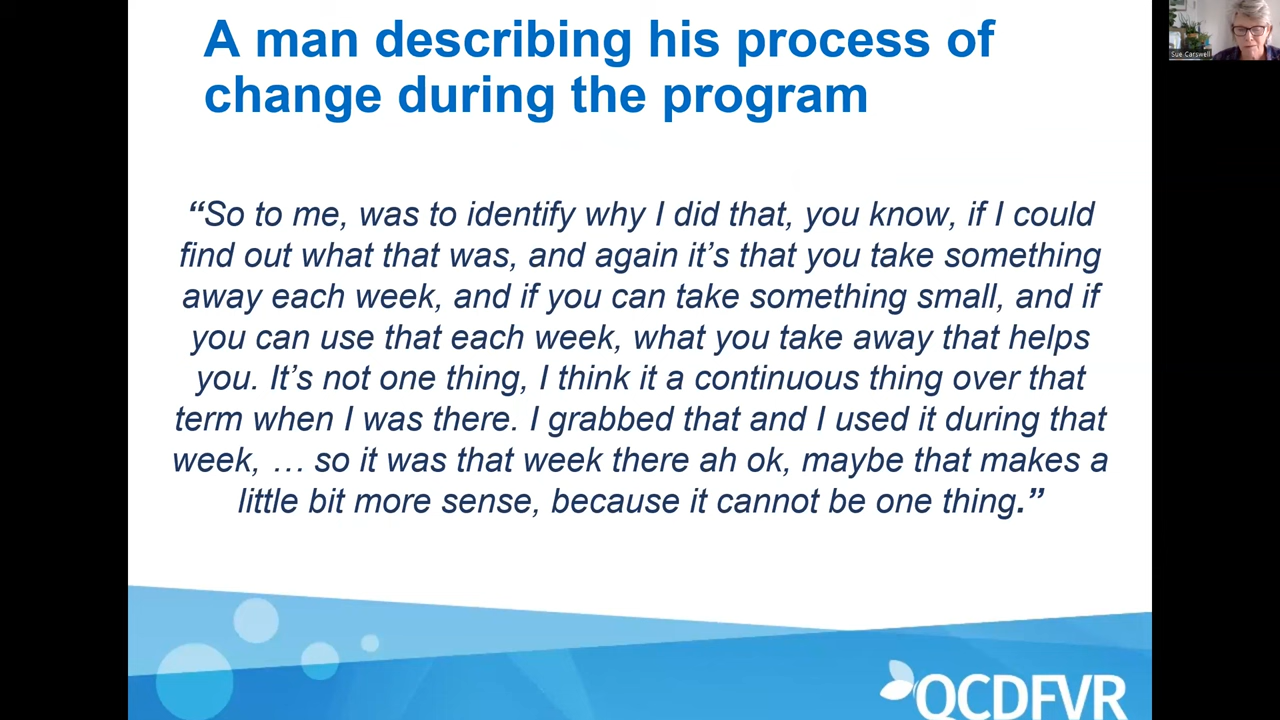 A man describing his process of
change during the program
“So to me, was to identify why I did that, you know, if I could
find out what that was, and again it’s that you take something
away each week, and if you can take something small, and if
you can use that each week, what you take away that helps
you. It’s not one thing, I think it a continuous thing over that
term when I was there. I grabbed that and I used it during that
week, … so it was that week there ah ok, maybe that makes a
little bit more sense, because it cannot be one thing.”
QCDFVR
Sue Carswell